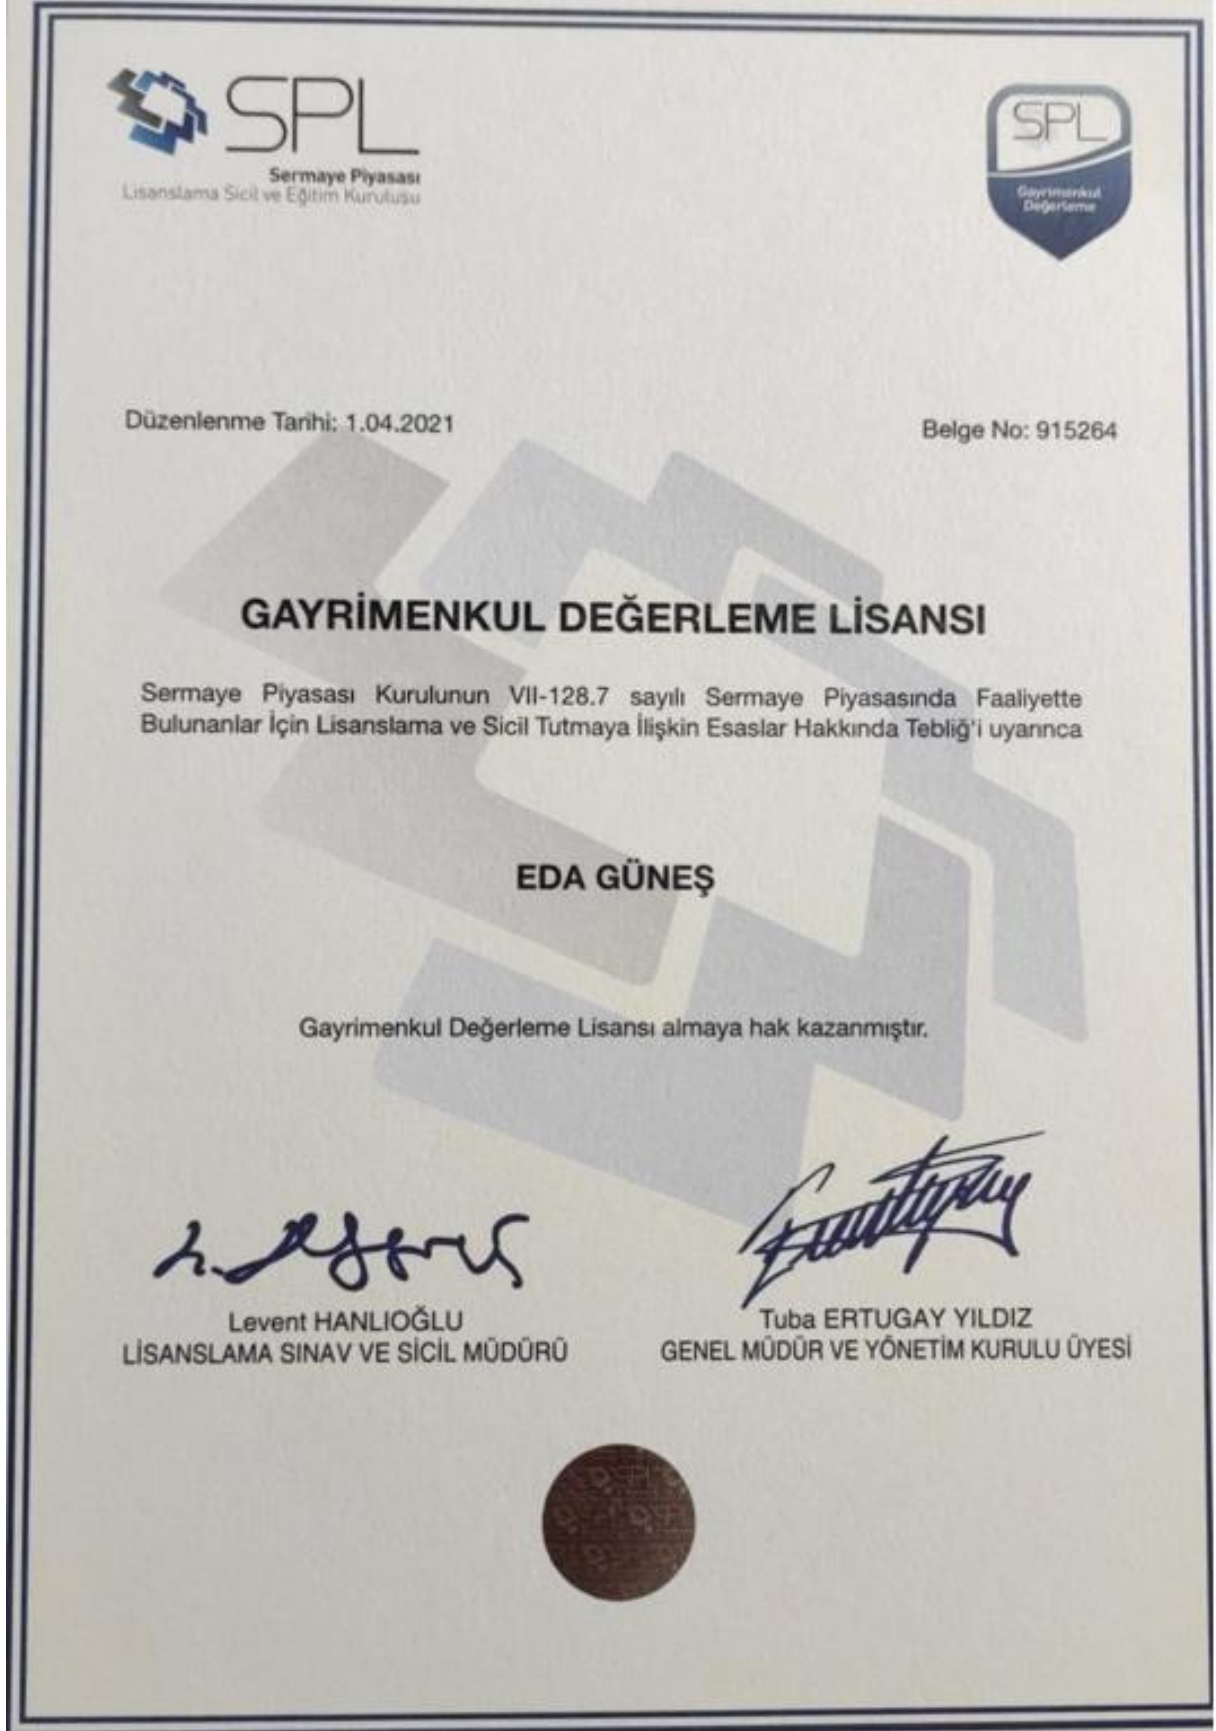 SPL
Sermaye Piyasası
Lisanslama Sicil ve Eğitim Kuruluşu
SPL
Gayrimenkul
Değerleme
Düzenlenme Tarihi: 1.04.2021
Belge No: 915264
GAYRİMENKUL DEĞERLEME LİSANSI
Sermaye Piyasası Kurulunun VII-128.7 sayılı Sermaye Piyasasında Faaliyette
Bulunanlar İçin Lisanslama ve Sicil Tutmaya İlişkin Esaslar Hakkında Tebliğ'i uyarınca
EDA GÜNEŞ
Gayrimenkul Değerleme Lisansı almaya hak kazanmıştır.
Levent HANLIOĞLU
LİSANSLAMA SINAV VE SİCİL MÜDÜRÜ
Tuba ERTUGAY YILDIZ
GENEL MÜDÜR VE YÖNETİM KURULU ÜYESİ
SPL